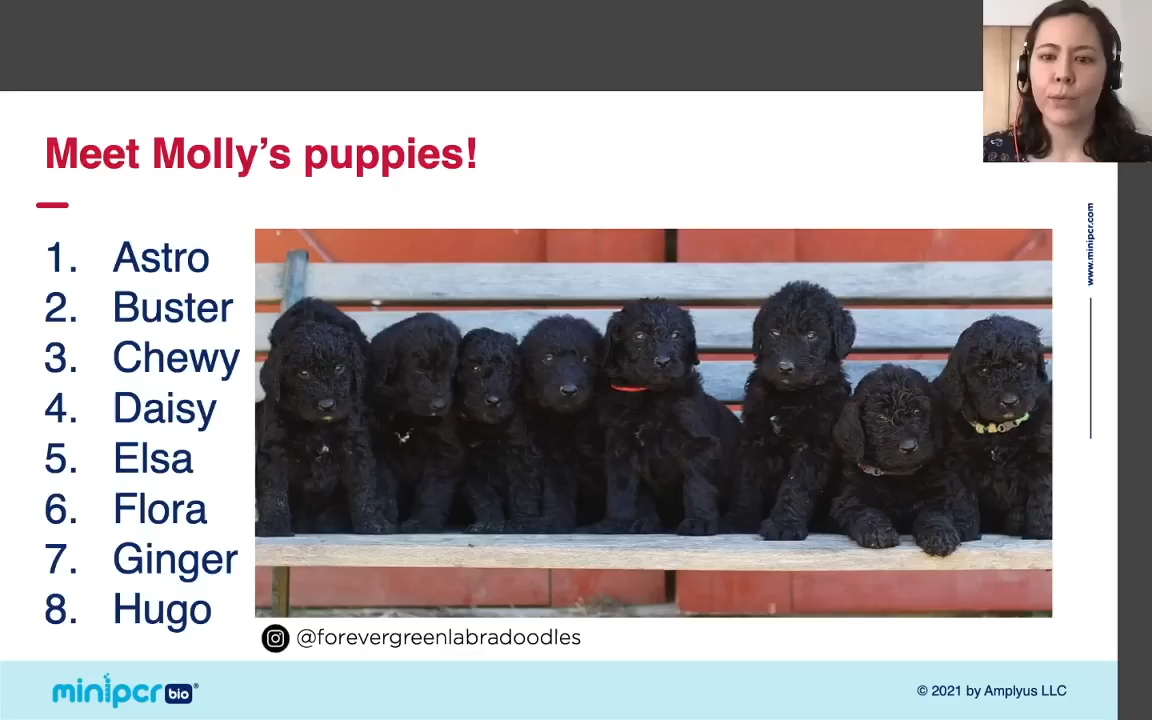 Meet Molly's puppies!
1. Astro
2. Buster
3. Chewy
4. Daisy
5. Elsa
6. Flora
7. Ginger
8. Hugo
@forevergreenlabradoodles
www.minipcr.com
minipcr bio®
© 2021 by Amplyus LLC